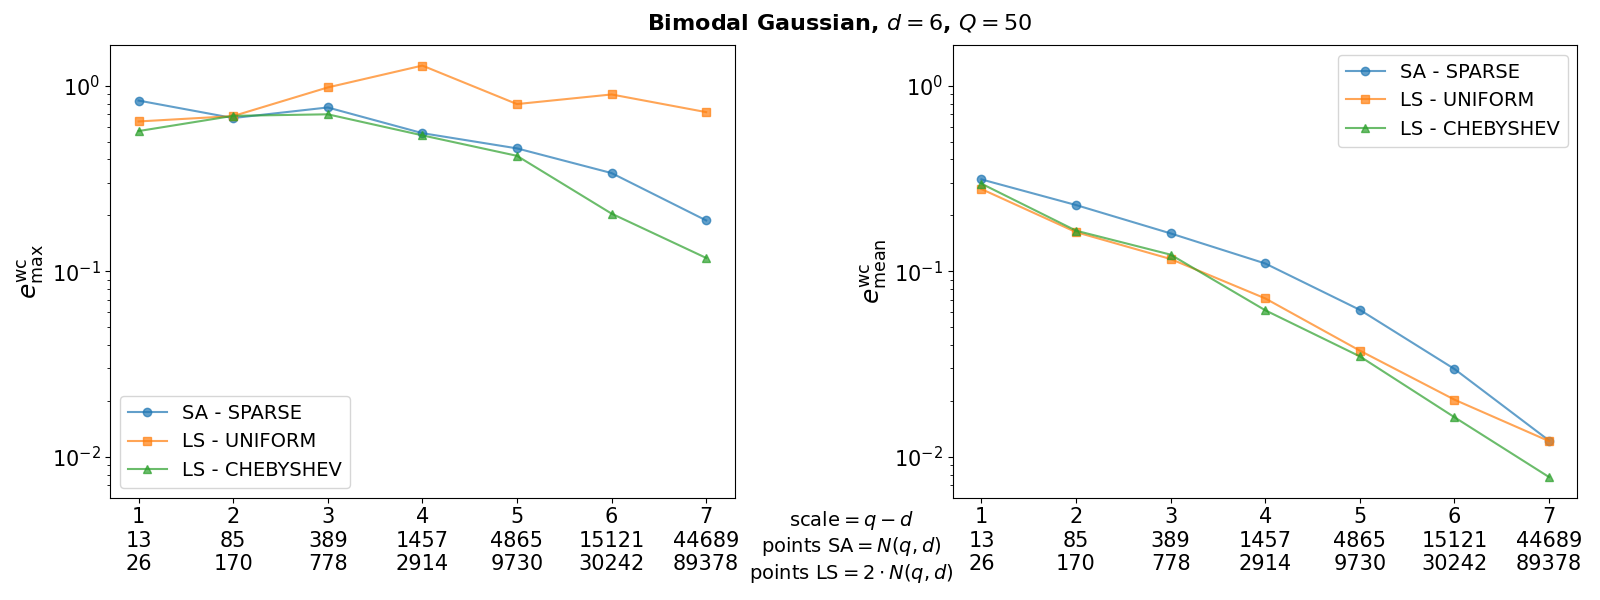 Bimodal Gaussian, d = 6, Q = 50
10^0
10^-1
10^-2
e^wc_max
SA - SPARSE
LS - UNIFORM
LS - CHEBYSHEV
1 2 3 4 5 6 7
13 85 389 1457 4865 15121 44689
26 170 778 2914 9730 30242 89378
scale = q − d
points SA = N(q, d)
points LS = 2 · N(q, d)
10^0
10^-1
10^-2
e^wc_mean
SA - SPARSE
LS - UNIFORM
LS - CHEBYSHEV
1 2 3 4 5 6 7
13 85 389 1457 4865 15121 44689
26 170 778 2914 9730 30242 89378